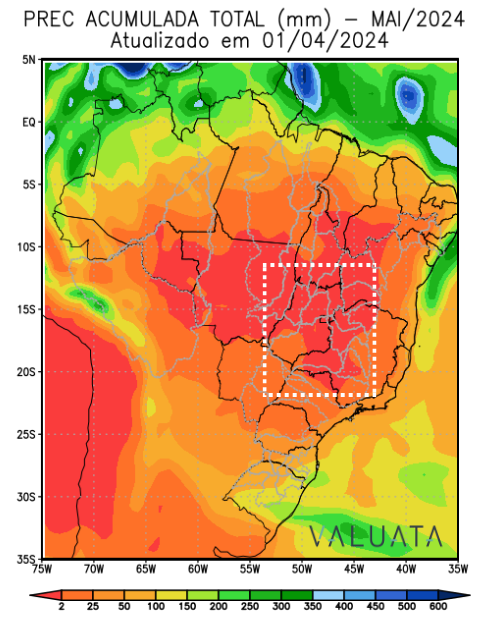 PREC ACUMULADA TOTAL (mm) – MAI/2024
Atualizado em 01/04/2024
5N
EQ
5S
10S
15S
20S
25S
30S
35S
VALUATA
75W 70W 65W 60W 55W 50W 45W 40W 35W
2 25 50 100 150 200 250 300 350 400 450 500 600